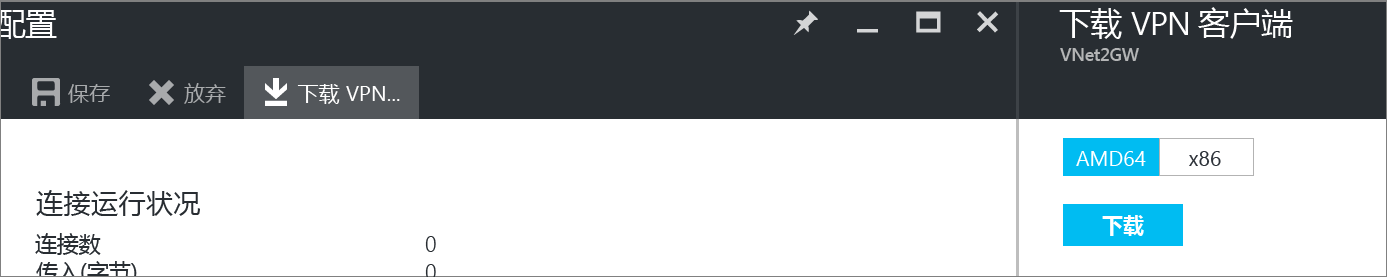 配置
保存 放弃 下载 VPN...
连接运行状况
连接数 0
传入(字节) 0
下载 VPN 客户端
VNet2GW
AMD64 x86
下载